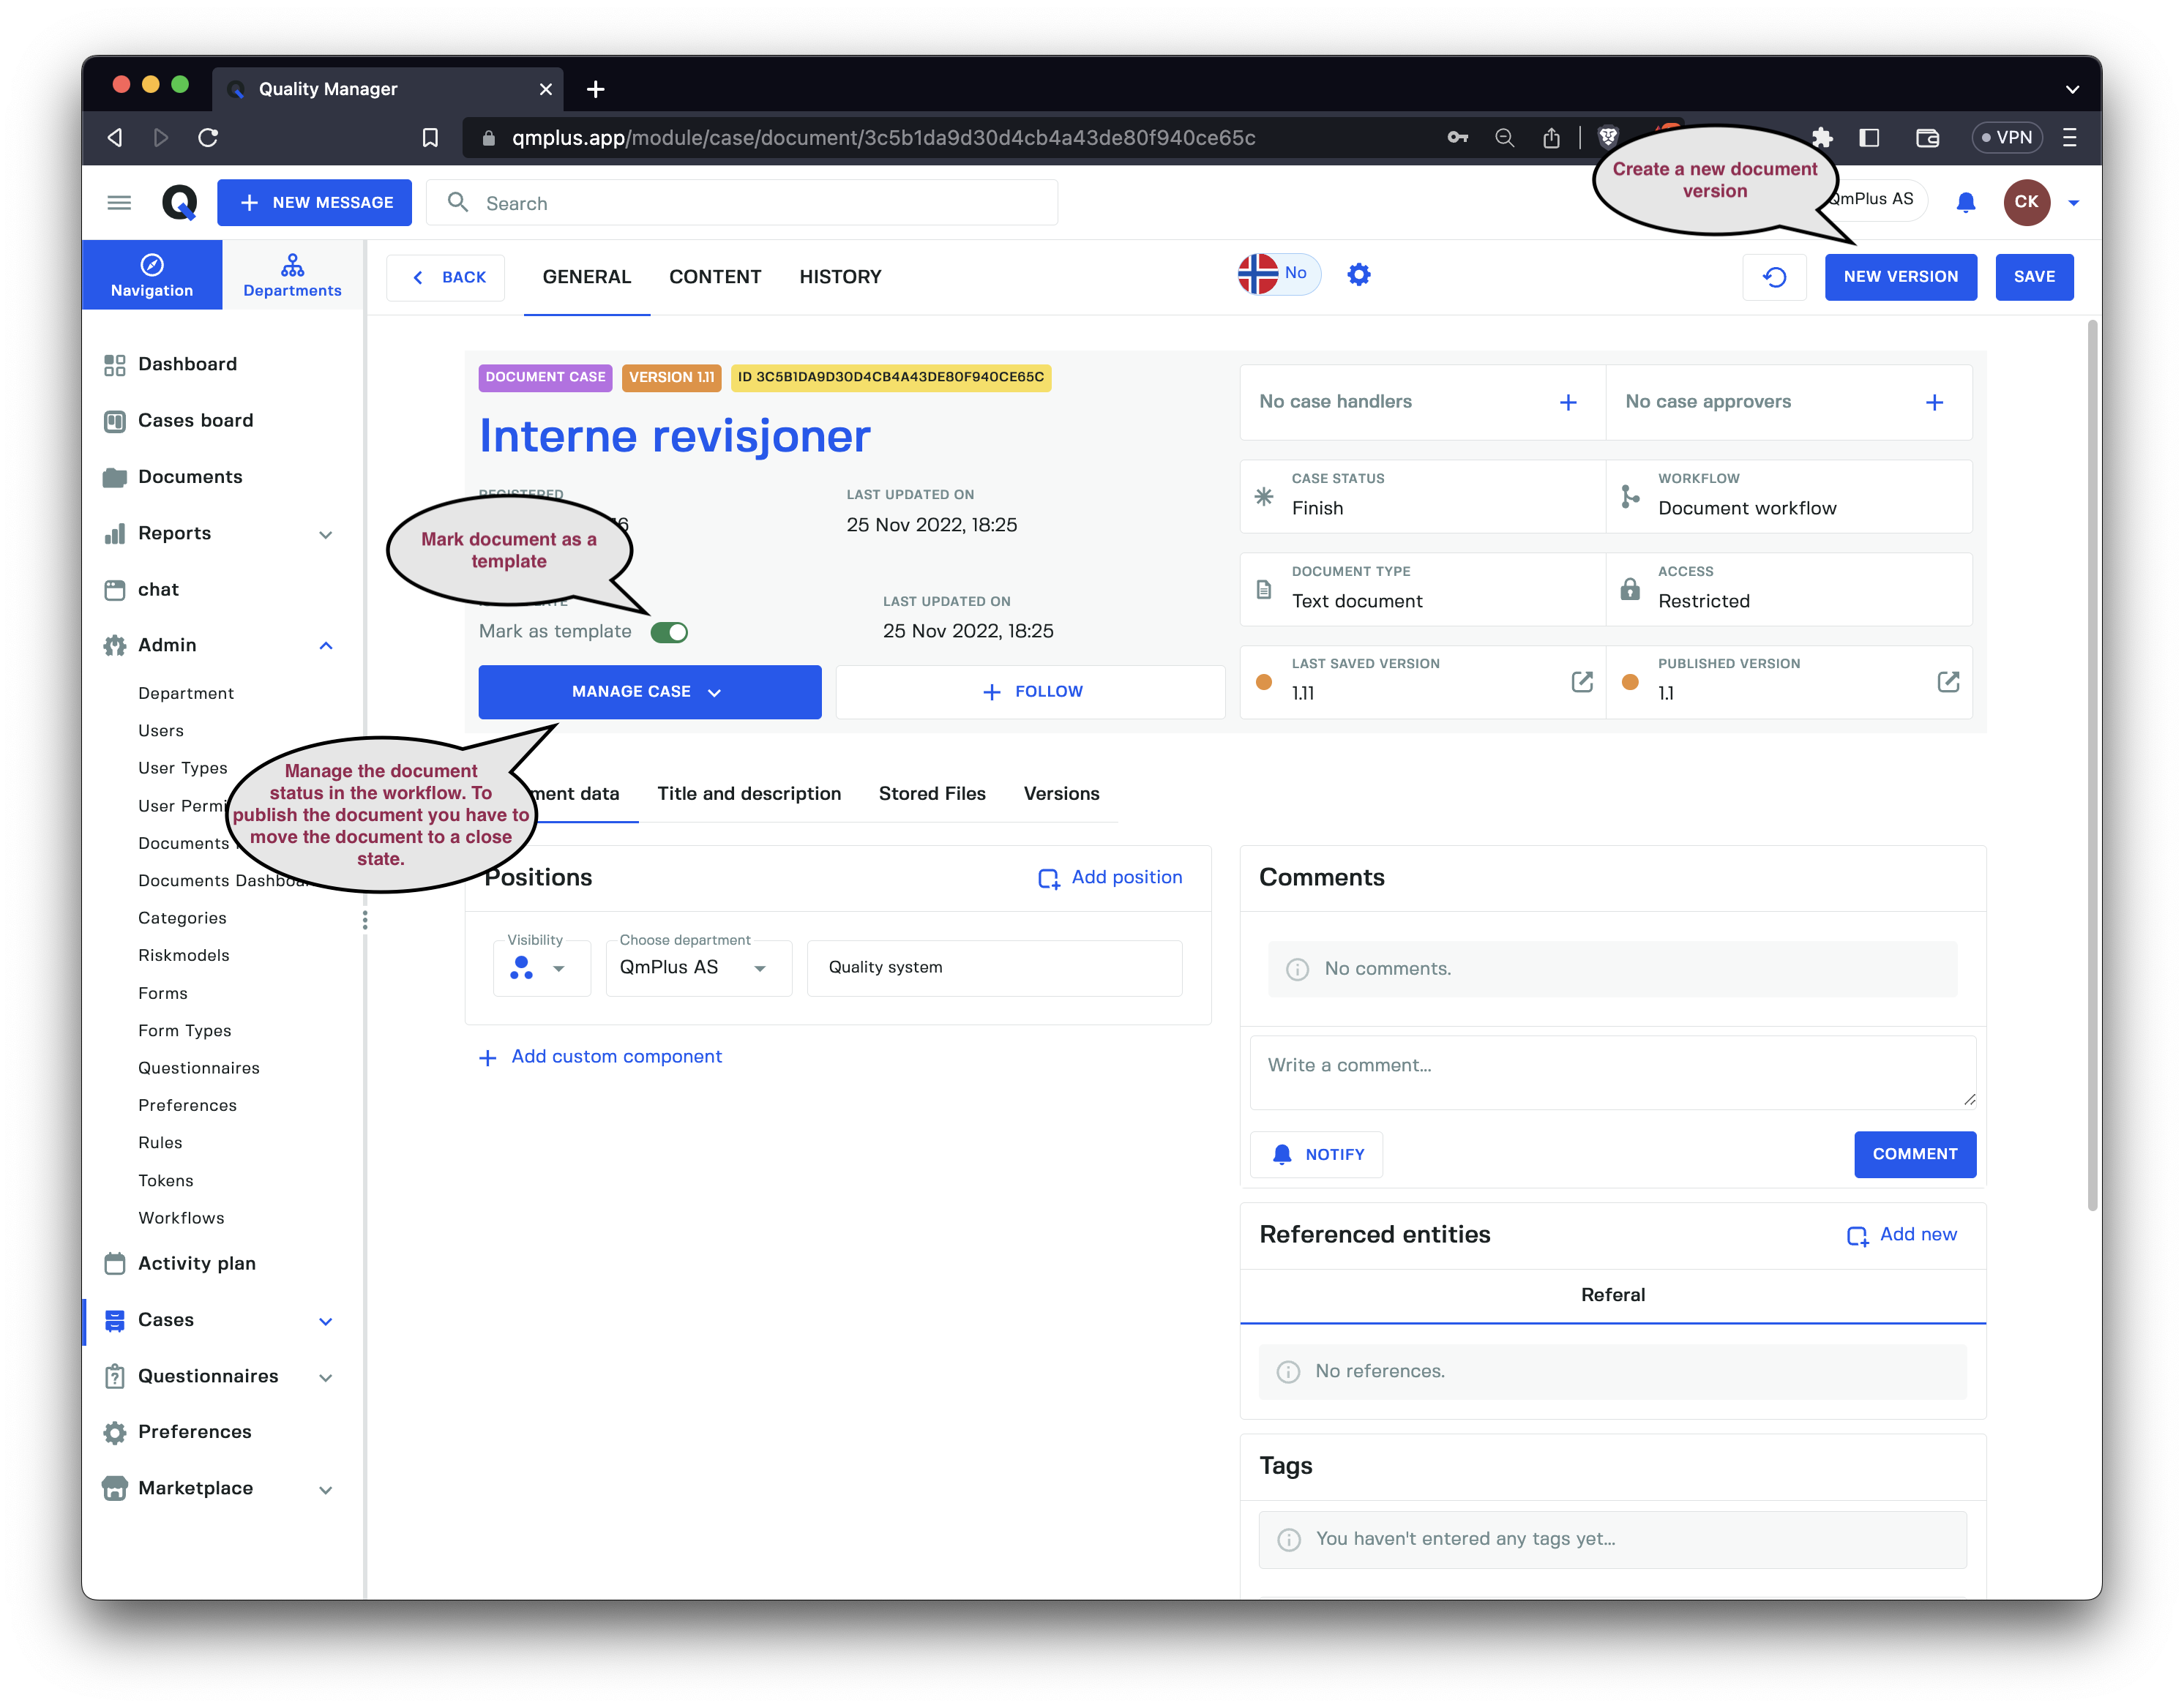 Quality Manager
qmplus.app/module/case/document/3c5b1da9d30d4cb4a43de80f940ce65c
VPN
Create a new document
version
NEW MESSAGE
Search
QmPlus AS
CK
Navigation
Departments
BACK
GENERAL
CONTENT
HISTORY
No
NEW VERSION
SAVE
Dashboard
Cases board
Documents
Reports
chat
Admin
Department
Users
User Types
User Permi
Documents
Documents Dashboar
Categories
Riskmodels
Forms
Form Types
Questionnaires
Preferences
Rules
Tokens
Workflows
Activity plan
Cases
Questionnaires
Preferences
Marketplace
DOCUMENT CASE
VERSION 1.11
ID 3C5B1DA9D30D4CB4A43DE80F940CE65C
Interne revisjoner
REGISTERED
LAST UPDATED ON
25 Nov 2022, 18:25
Mark document as a
template
LAST UPDATED ON
Mark as template
25 Nov 2022, 18:25
MANAGE CASE
FOLLOW
Manage the document
status in the workflow. To
publish the document you have to
move the document to a close
state.
No case handlers
No case approvers
CASE STATUS
Finish
WORKFLOW
Document workflow
DOCUMENT TYPE
Text document
ACCESS
Restricted
LAST SAVED VERSION
1.11
PUBLISHED VERSION
1.1
ment data
Title and description
Stored Files
Versions
Positions
Add position
Visibility
Choose department
QmPlus AS
Quality system
Add custom component
Comments
No comments.
Write a comment...
NOTIFY
COMMENT
Referenced entities
Add new
Referal
No references.
Tags
You haven't entered any tags yet...